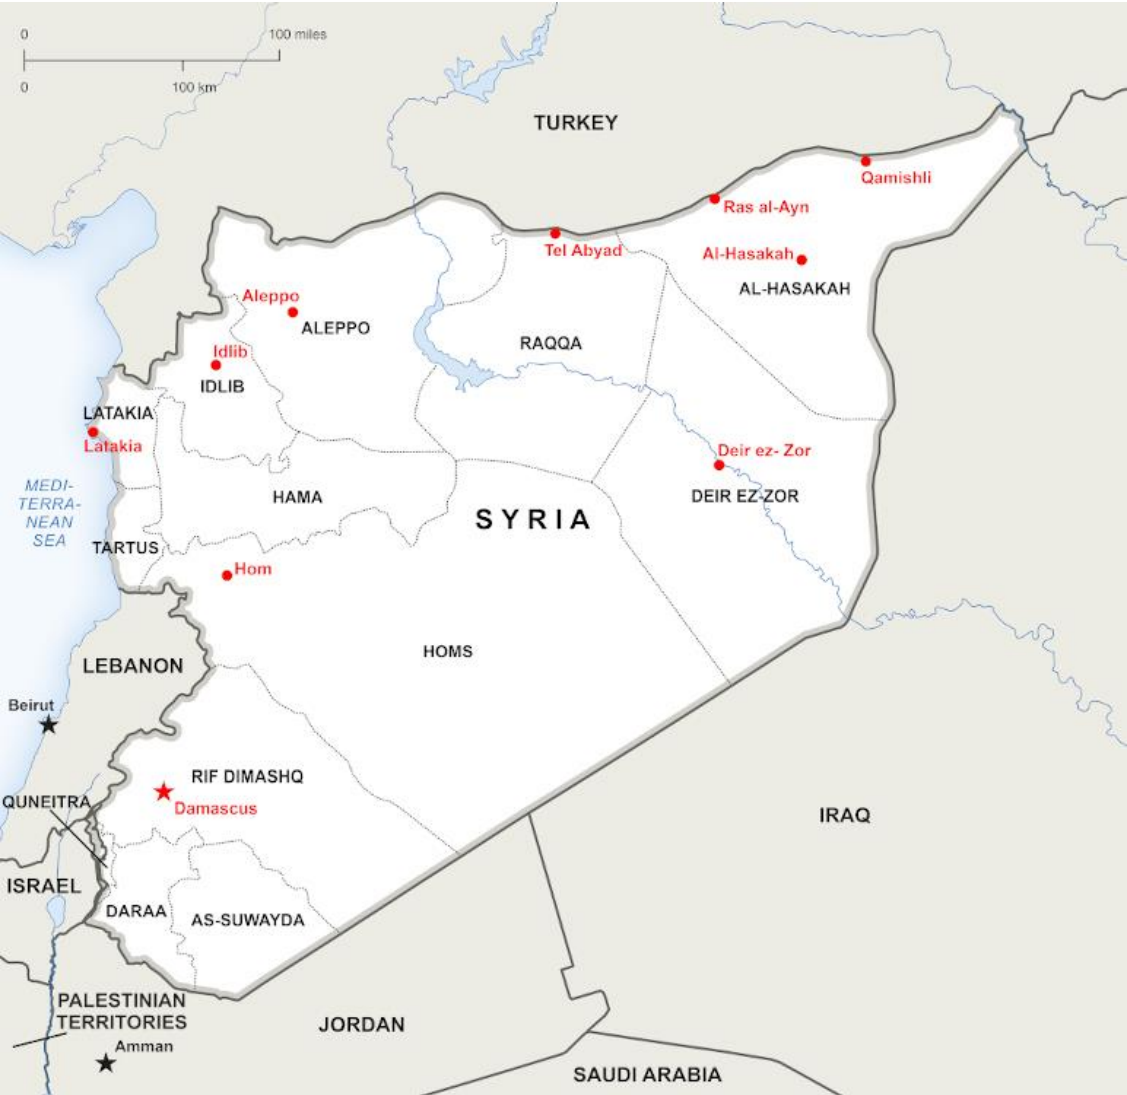 0
100 miles
0
100 km
TURKEY
Qamishli
Ras al-Ayn
Tel Abyad
Al-Hasakah
AL-HASAKAH
Aleppo
ALEPPO
RAQQA
Idlib
IDLIB
LATAKIA
Latakia
Deir ez- Zor
DEIR EZ-ZOR
MEDI-
TERRA-
NEAN
SEA
HAMA
SYRIA
TARTUS
Hom
HOMS
LEBANON
Beirut
RIF DIMASHQ
Damascus
QUNEITRA
IRAQ
ISRAEL
DARAA
AS-SUWAYDA
PALESTINIAN
TERRITORIES
JORDAN
Amman
SAUDI ARABIA